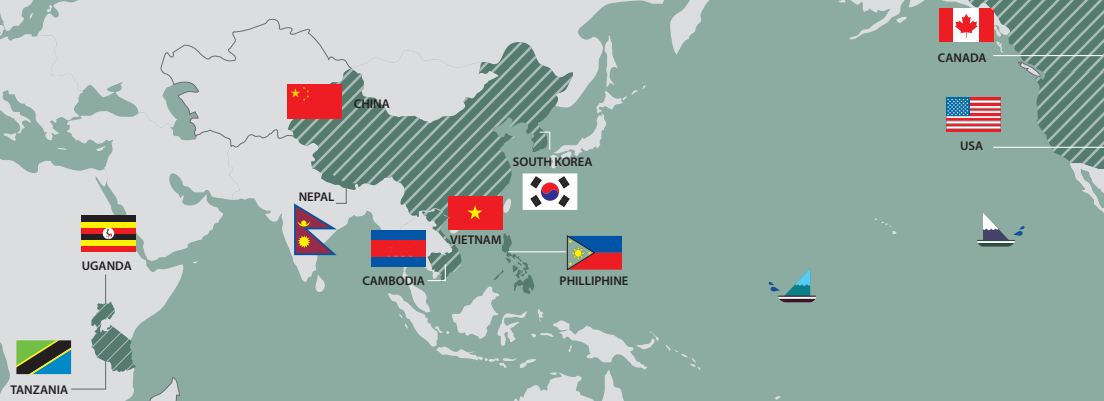 CANADA
CHINA
USA
SOUTH KOREA
NEPAL
VIETNAM
UGANDA
CAMBODIA
PHILLIPHINE
TANZANIA